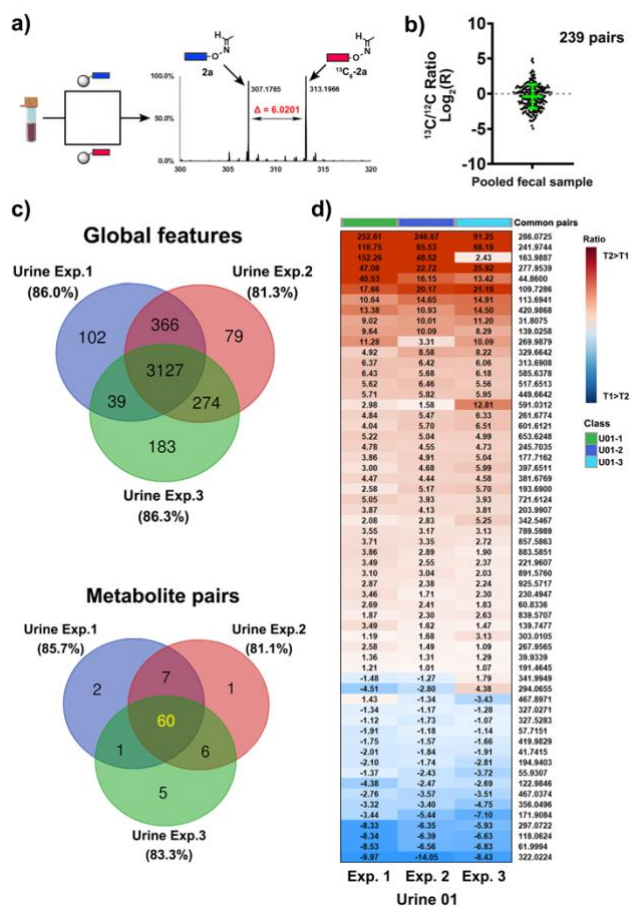 a)
2a
¹³C₆-2a
O
N
O
N
100.0%
307.1765
313.1966
Δ = 6.0201
50.0%
0.0%
300 305 310 315 320
b)
239 pairs
¹³C/¹²C Ratio
Log₂(R)
10
5
0
-5
-10
Pooled fecal sample
c)
Global features
Urine Exp.1
(86.0%)
Urine Exp.2
(81.3%)
102
366
79
3127
39
274
183
Urine Exp.3
(86.3%)
Metabolite pairs
Urine Exp.1
(85.7%)
Urine Exp.2
(81.1%)
2
7
1
60
1
6
5
Urine Exp.3
(83.3%)
d)
Common pairs
252.61 246.67 91.25 286.0725
118.75 85.53 68.19 241.9744
152.26 48.52 2.43 163.9887
47.08 22.72 25.92 277.9539
40.53 16.15 13.42 44.8600
17.66 20.17 21.19 109.7286
10.64 14.65 14.91 113.6941
13.38 10.93 14.50 420.9868
9.02 10.01 11.20 31.8075
9.64 10.09 8.29 139.0258
11.28 3.31 10.09 269.9879
4.92 8.58 8.22 329.6642
6.37 6.42 6.06 313.6908
6.43 5.68 6.18 585.6378
5.62 6.46 5.56 517.6513
5.71 5.82 5.95 449.6642
2.98 1.58 12.81 591.0312
4.84 5.47 6.33 261.6774
4.04 5.70 6.51 601.6121
5.22 5.04 4.99 653.6248
4.78 4.55 4.73 245.7035
3.86 4.91 5.04 177.7162
3.00 4.68 5.99 397.6511
4.47 4.44 4.58 381.6769
2.58 5.17 5.70 193.6900
5.05 3.93 3.93 721.6124
3.87 4.13 3.81 203.9907
2.08 2.83 5.25 342.5467
3.55 3.17 3.13 789.5989
3.71 3.35 2.72 857.5863
3.86 2.89 1.90 883.5851
3.49 2.55 2.37 221.9607
3.10 3.04 2.03 891.5760
2.87 2.38 2.24 925.5717
3.46 1.71 2.30 230.4947
2.69 2.41 1.83 60.8336
1.87 2.30 2.63 839.5707
3.49 1.62 1.47 139.7477
1.19 1.68 3.13 303.0105
2.58 1.49 1.09 267.9565
1.36 1.31 1.29 39.9339
1.21 1.01 1.07 191.4645
-1.48 -1.27 1.79 341.9949
-4.51 -2.80 4.38 294.0655
1.43 -1.34 -3.43 467.8971
-1.34 -1.17 -1.28 327.0271
-1.12 -1.73 -1.07 327.5283
-1.91 -1.18 -1.14 57.7151
-1.75 -1.57 -1.66 419.9829
-2.01 -1.84 -1.91 41.7415
-2.10 -1.74 -2.81 194.9403
-1.37 -2.43 -3.72 55.9307
-4.38 -2.47 -2.69 122.9846
-2.76 -3.57 -3.51 467.0374
-3.32 -3.40 -4.75 356.0496
-3.44 -5.44 -7.10 171.9084
-8.33 -6.35 -5.93 297.0722
-8.34 -6.39 -6.63 118.0624
-8.53 -6.56 -6.83 61.9994
-9.97 -14.05 -8.43 322.0224
Exp. 1 Exp. 2 Exp. 3
Urine 01
Ratio
T2>T1
T1>T2
Class
U01-1
U01-2
U01-3